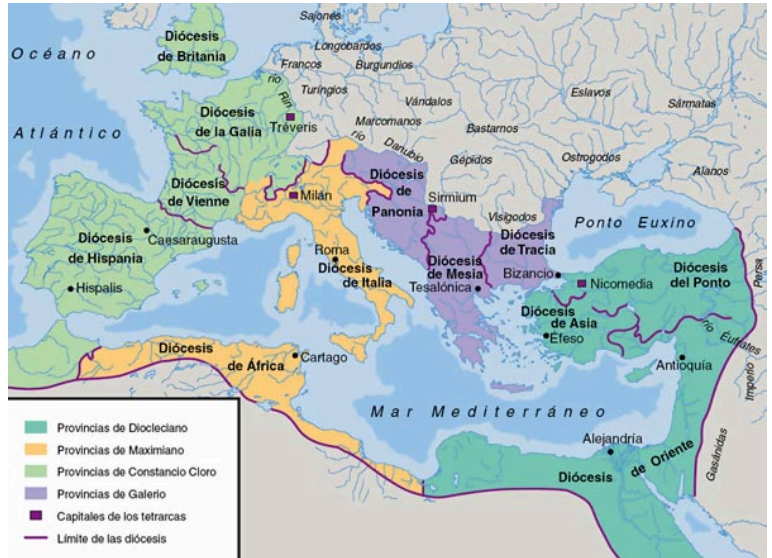 Océano
Atlántico
Diócesis
de Britania
Sajones
Longobardos
Francos
Burgundios
Turingios
río Rin
Vándalos
Eslavos
Sármatas
Diócesis
de la Galia
Tréveris
Marcomanos
río Danubio
Bastarnos
Gépidos
Ostrogodos
Alanos
Diócesis
de Vienne
Milán
Diócesis
de
Panonia
Sirmium
Visigodos
Ponto Euxino
Diócesis
de Hispania
Caesaraugusta
Hispalis
Roma
Diócesis
de Italia
Diócesis
de Mesia
Tesalónica
Diócesis
de Tracia
Bizancio
Nicomedia
Diócesis
del Ponto
Diócesis
de Asia
Éfeso
río Éufrates
Antioquía
Imperio Persa
Gasánidas
Diócesis
de África
Cartago
Mar Mediterráneo
Alejandría
Diócesis
de Oriente
Provincias de Diocleciano
Provincias de Maximiano
Provincias de Constancio Cloro
Provincias de Galerio
Capitales de los tetrarcas
Límite de las diócesis